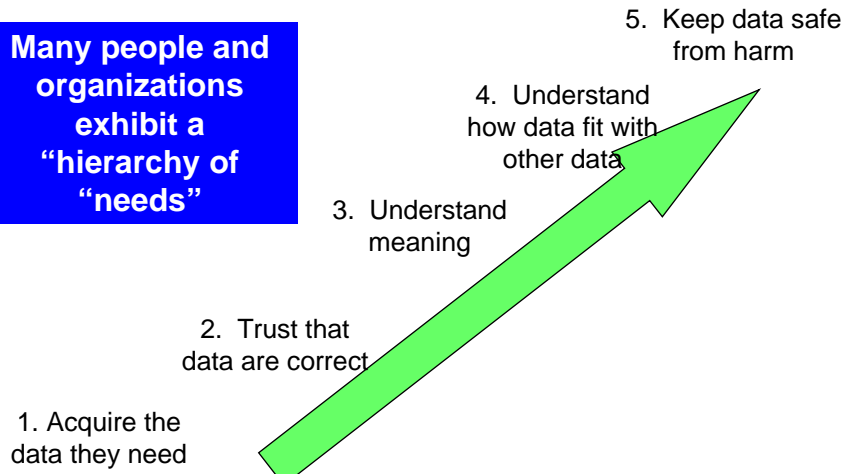 Many people and
organizations
exhibit a
“hierarchy of
“needs”
5. Keep data safe
from harm
4. Understand
how data fit with
other data
3. Understand
meaning
2. Trust that
data are correct
1. Acquire the
data they need